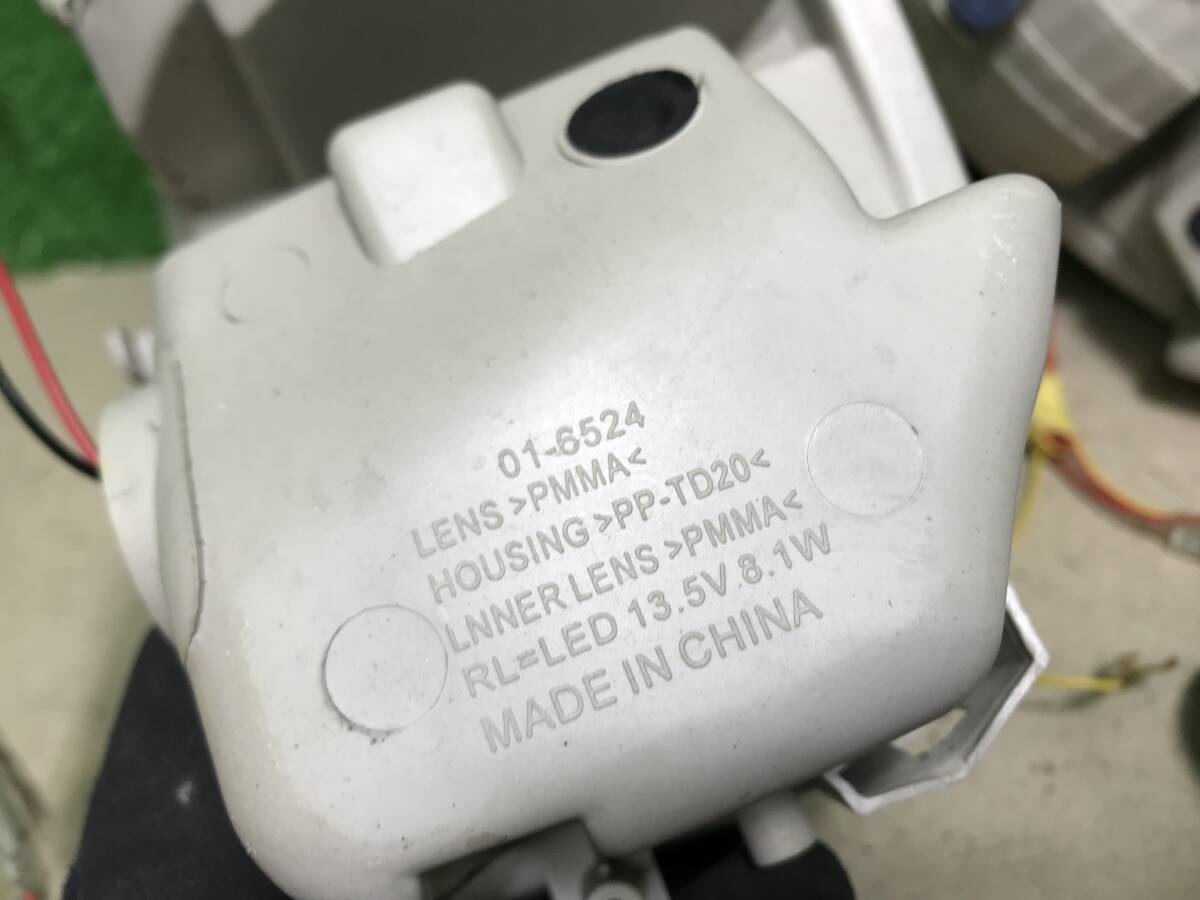 01-6524
LENS >PMMA<
HOUSING >PP-TD20<
LNNER LENS >PMMA<
RL=LED 13.5V 8.1W
MADE IN CHINA